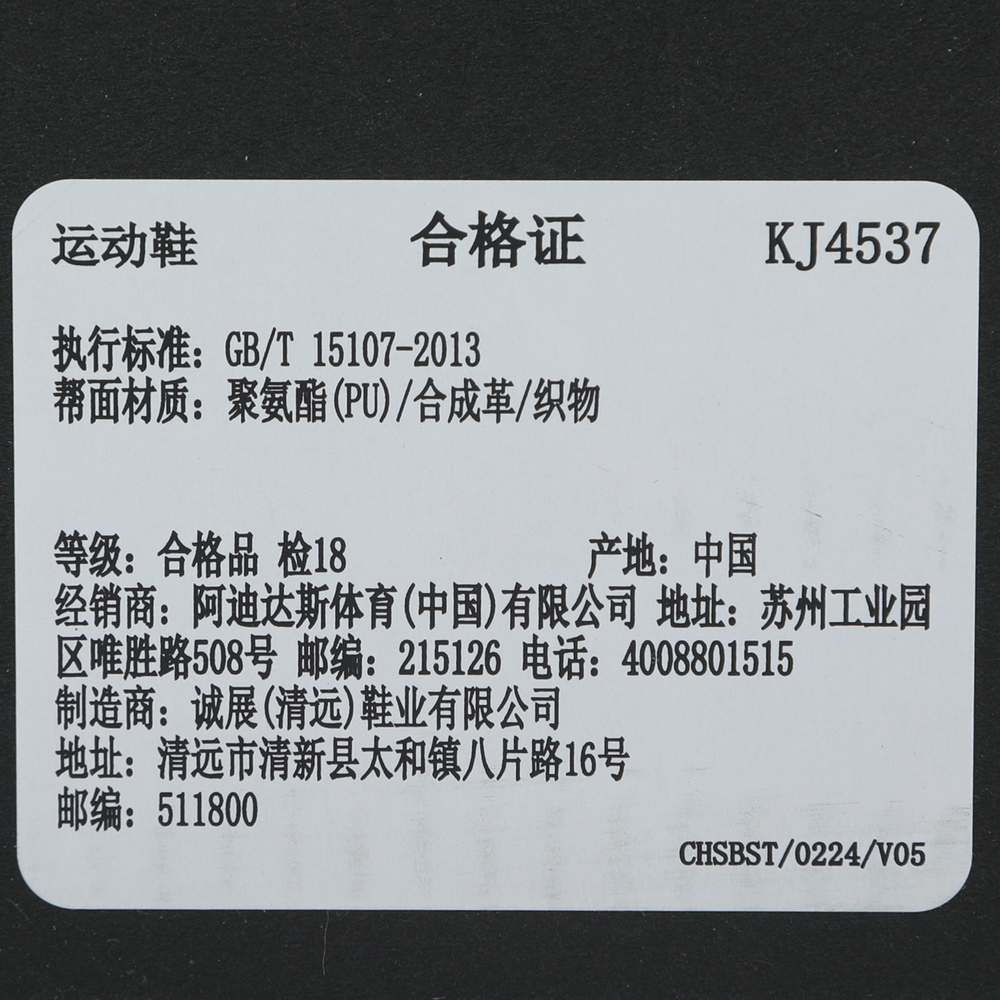 运动鞋 合格证 KJ4537
执行标准：GB/T 15107-2013
帮面材质：聚氨酯(PU)/合成革/织物
等级：合格品 检18 产地：中国
经销商：阿迪达斯体育(中国)有限公司 地址：苏州工业园
区唯胜路508号 邮编：215126 电话：4008801515
制造商：诚展(清远)鞋业有限公司
地址：清远市清新县太和镇八片路16号
邮编：511800
CHSBST/0224/V05